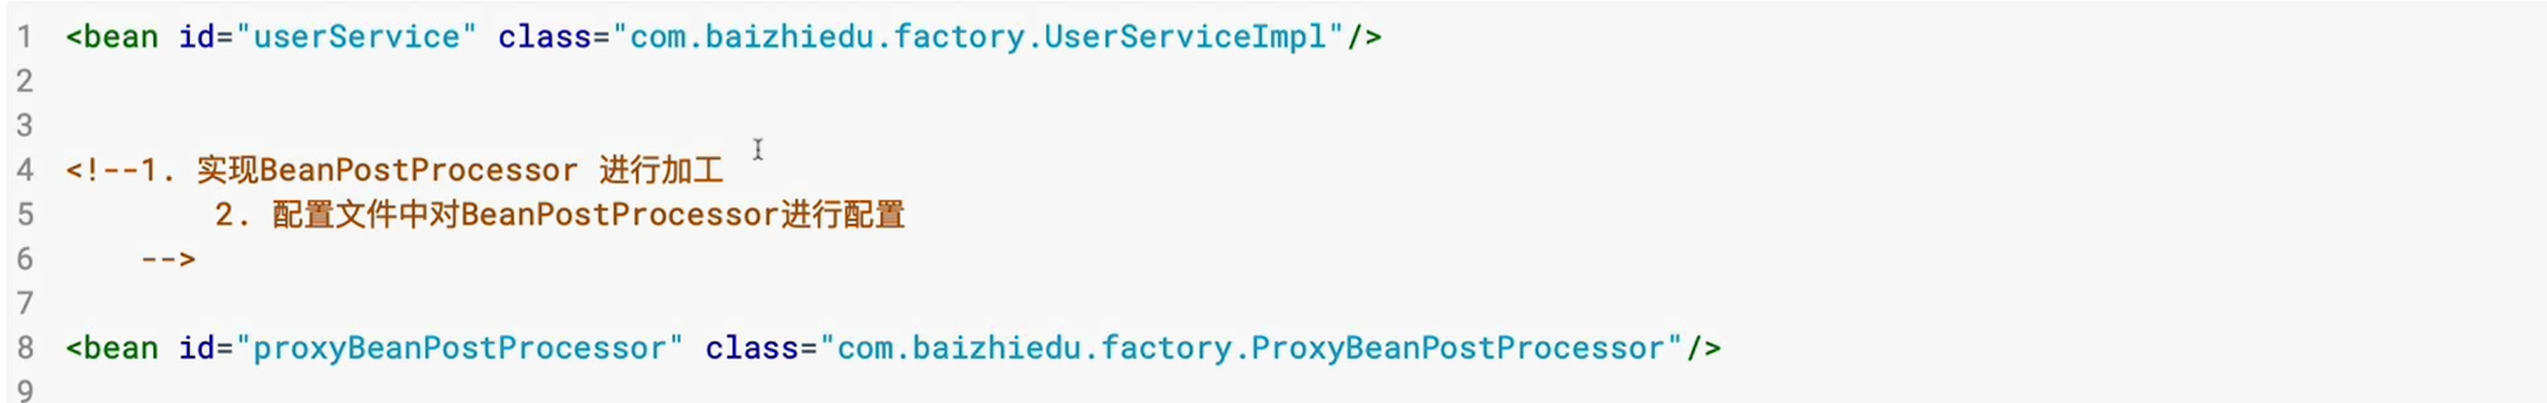 1 <bean id="userService" class="com.baizhiedu.factory.UserServiceImpl"/>
2
3
4 <!--1. 实现BeanPostProcessor 进行加工
5         2. 配置文件中对BeanPostProcessor进行配置
6     -->
7
8 <bean id="proxyBeanPostProcessor" class="com.baizhiedu.factory.ProxyBeanPostProcessor"/>
9